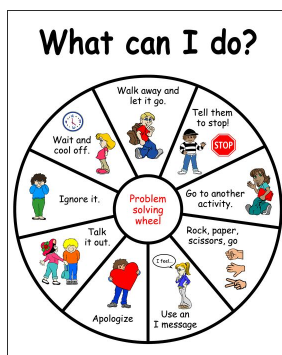 What can I do?
Walk away and
let it go.
Tell them
to stop!
STOP
Go to another
activity.
Rock, paper,
scissors, go
Use an
I message
I feel...
Apologize
Talk
it out.
Ignore it.
Wait and
cool off.
Problem
solving
wheel